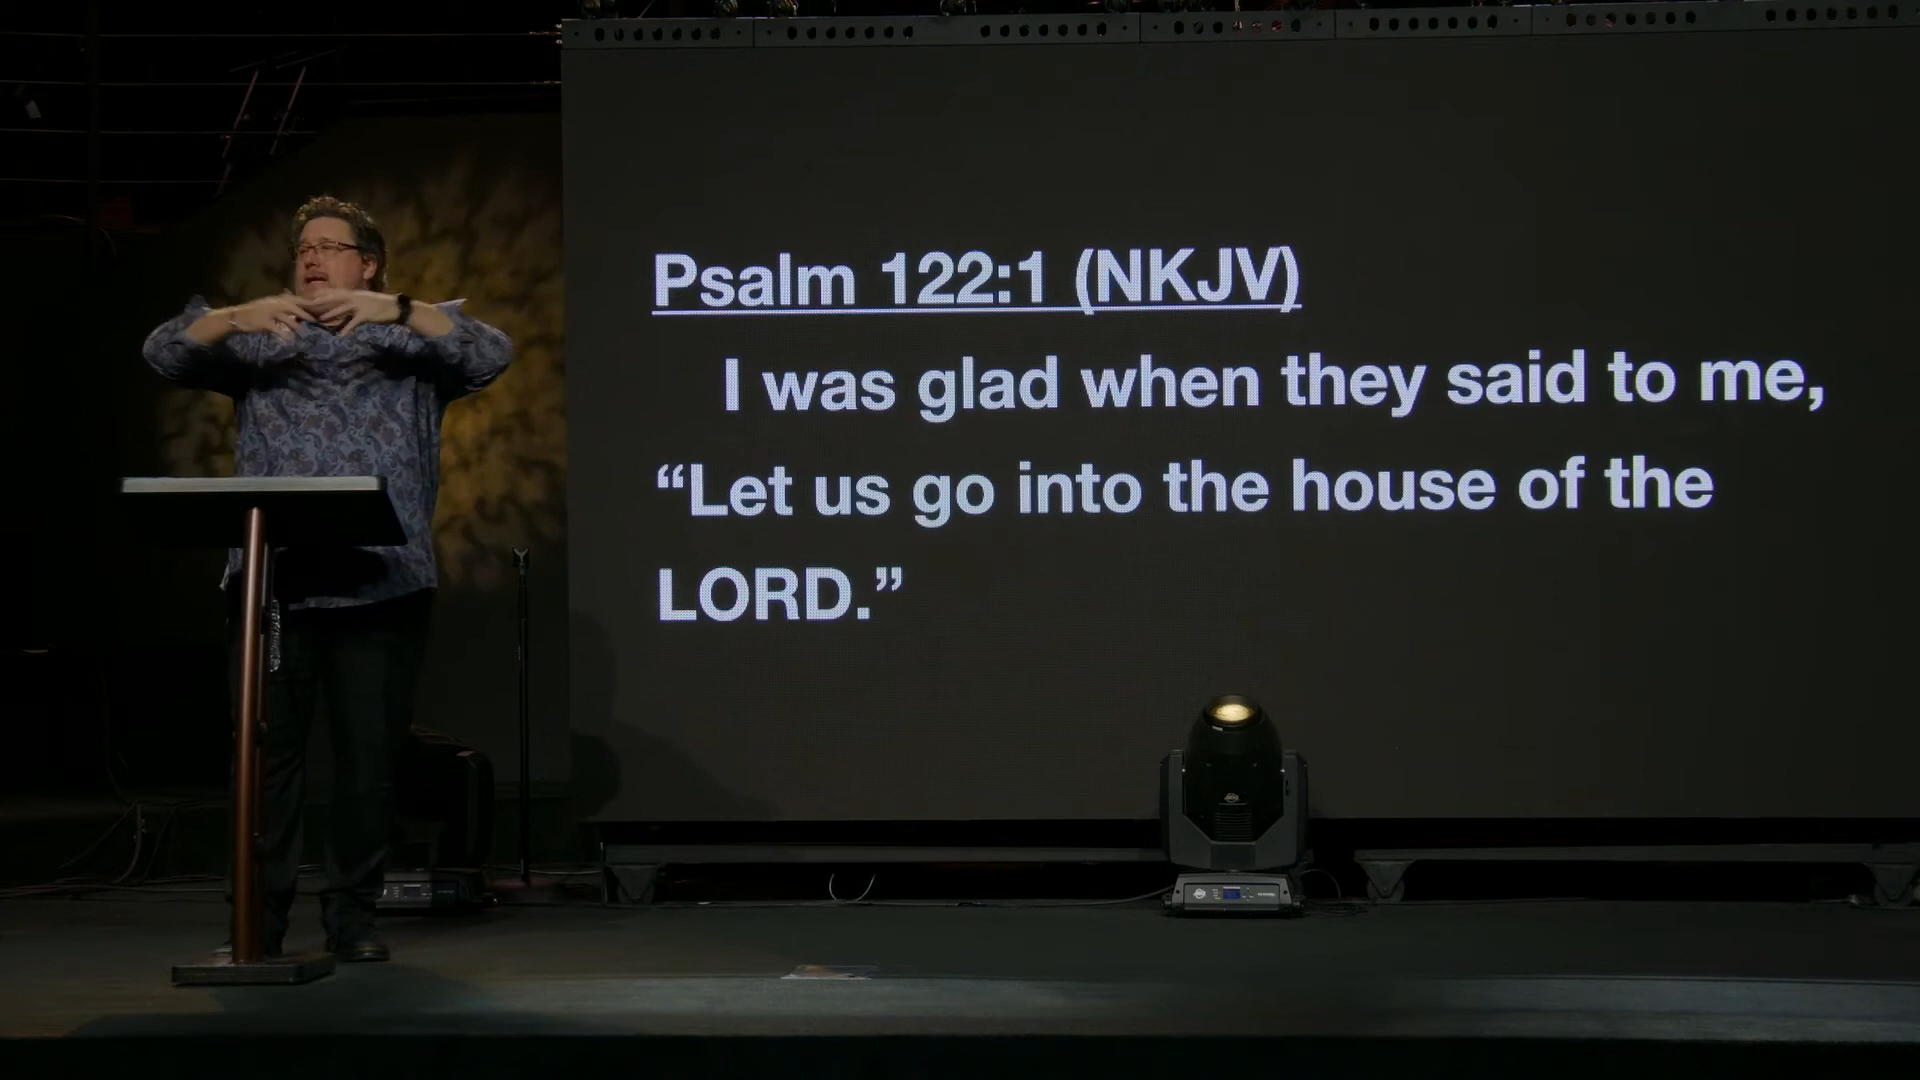 Psalm 122:1 (NKJV)
I was glad when they said to me,
“Let us go into the house of the
LORD.”